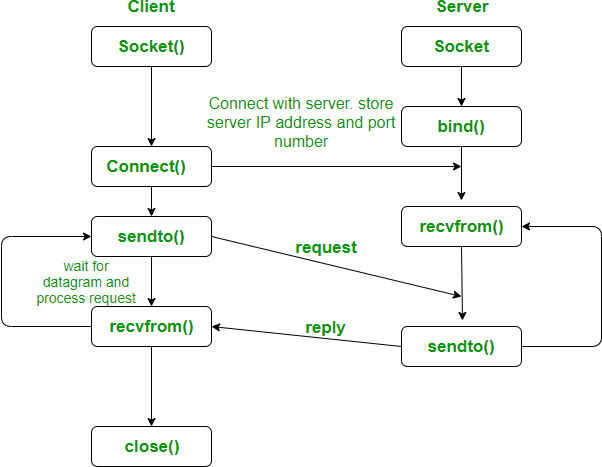 Client
Server
Socket()
Socket
Connect with server. store
server IP address and port
number
bind()
Connect()
recvfrom()
sendto()
request
wait for
datagram and
process request
recvfrom()
reply
sendto()
close()